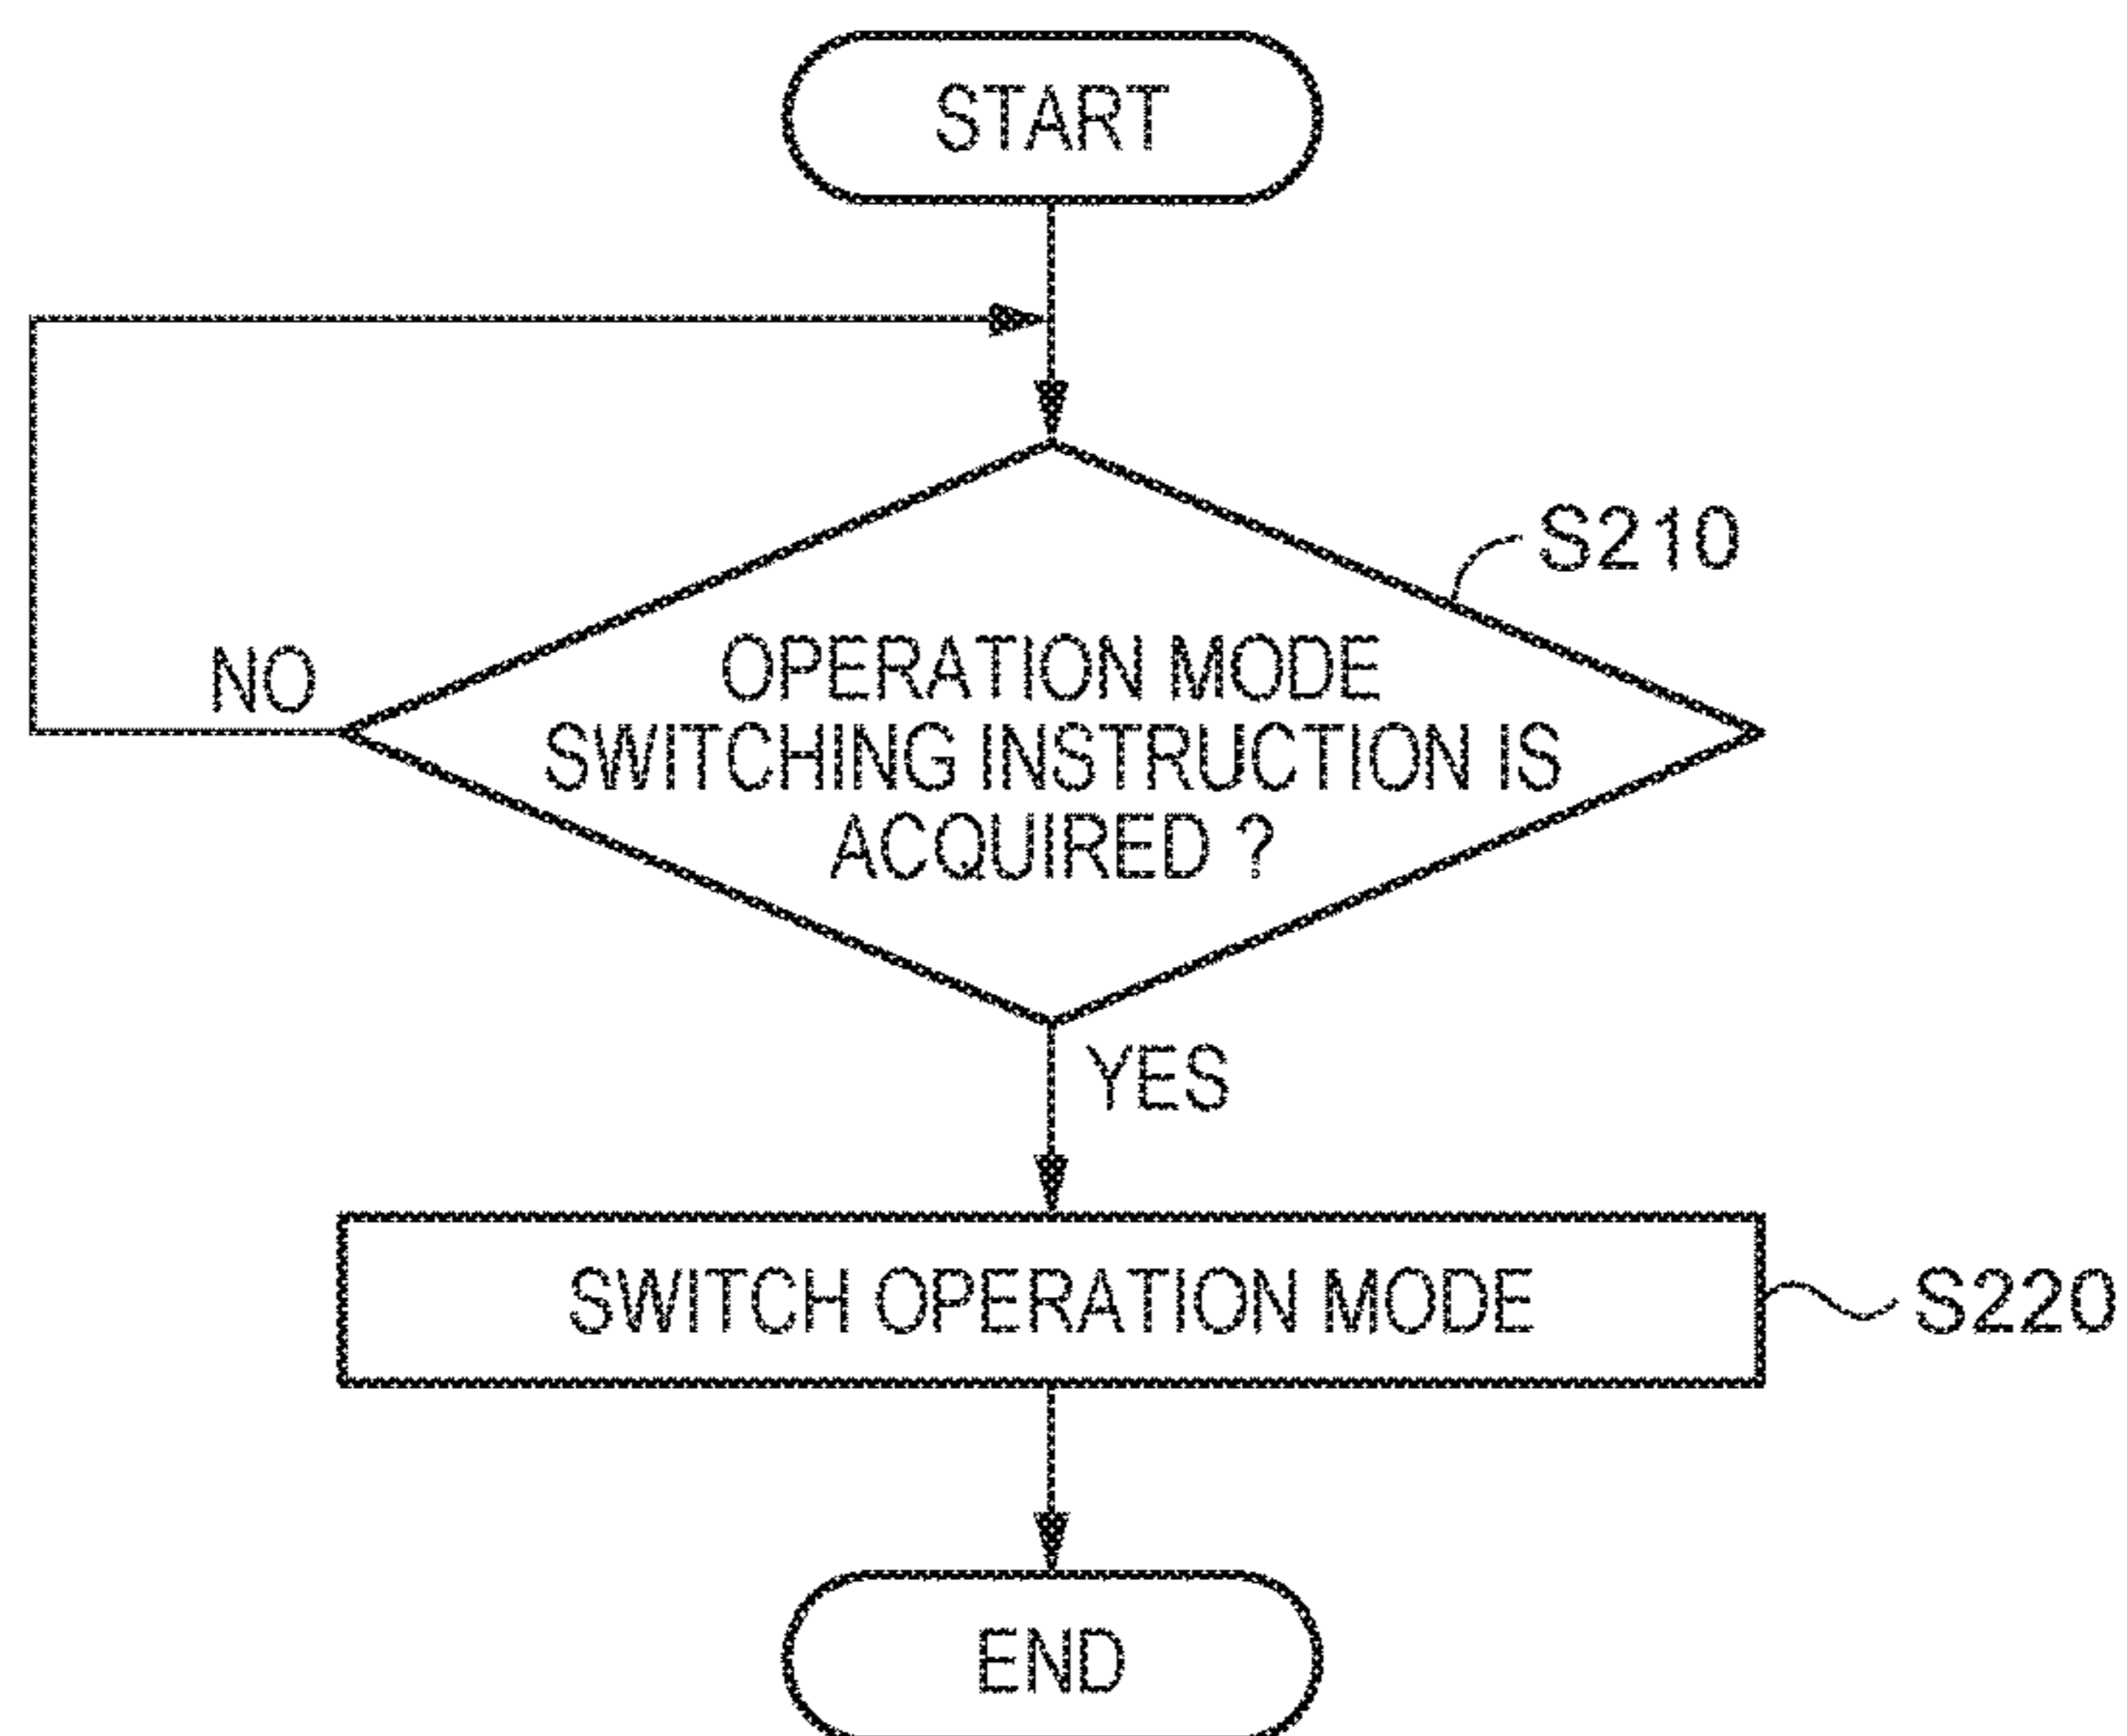 START
S210
NO
OPERATION MODE
SWITCHING INSTRUCTION IS
ACQUIRED ?
YES
SWITCH OPERATION MODE
S220
END